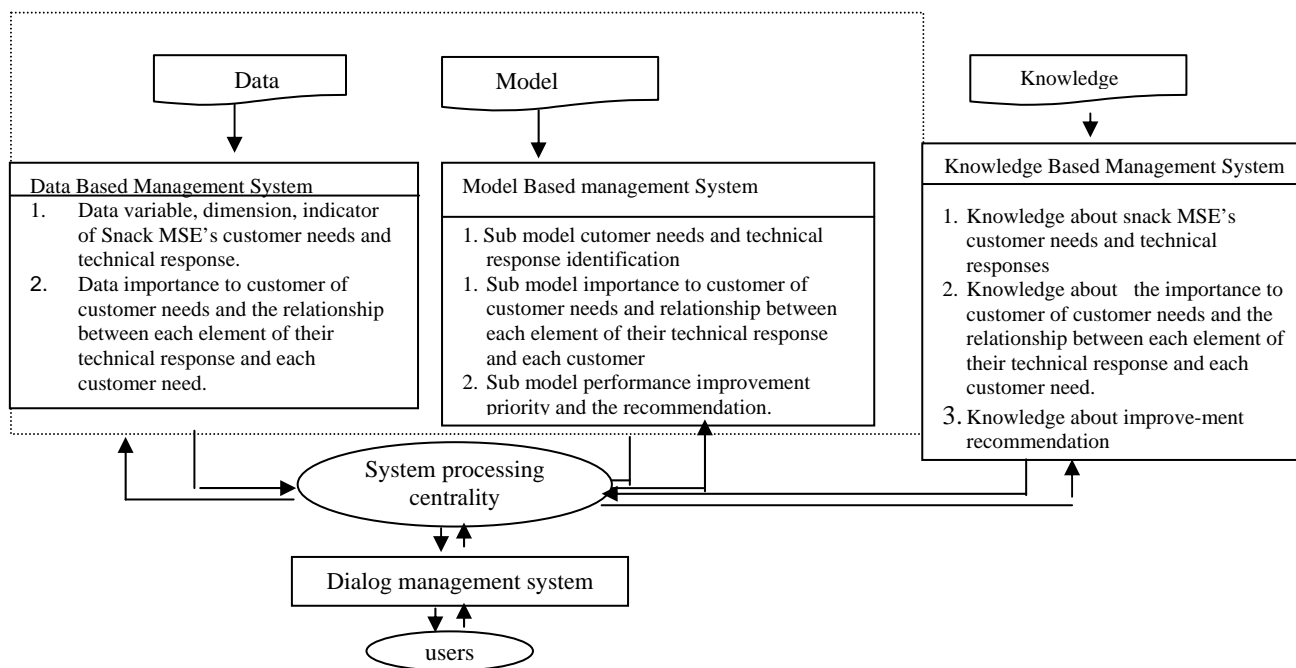 Data
Model
Knowledge
Data Based Management System
1. Data variable, dimension, indicator
of Snack MSE's customer needs and
technical response.
2. Data importance to customer of
customer needs and the relationship
between each element of their
technical response and each
customer need.
Model Based management System
1. Sub model cutomer needs and technical
response identification
1. Sub model importance to customer of
customer needs and relationship between
each element of their technical response
and each customer
2. Sub model performance improvement
priority and the recommendation.
Knowledge Based Management System
1. Knowledge about snack MSE's
customer needs and technical
responses
2. Knowledge about the importance to
customer of customer needs and the
relationship between each element of
their technical response and each
customer need.
3. Knowledge about improve-ment
recommendation
System processing
centrality
Dialog management system
users